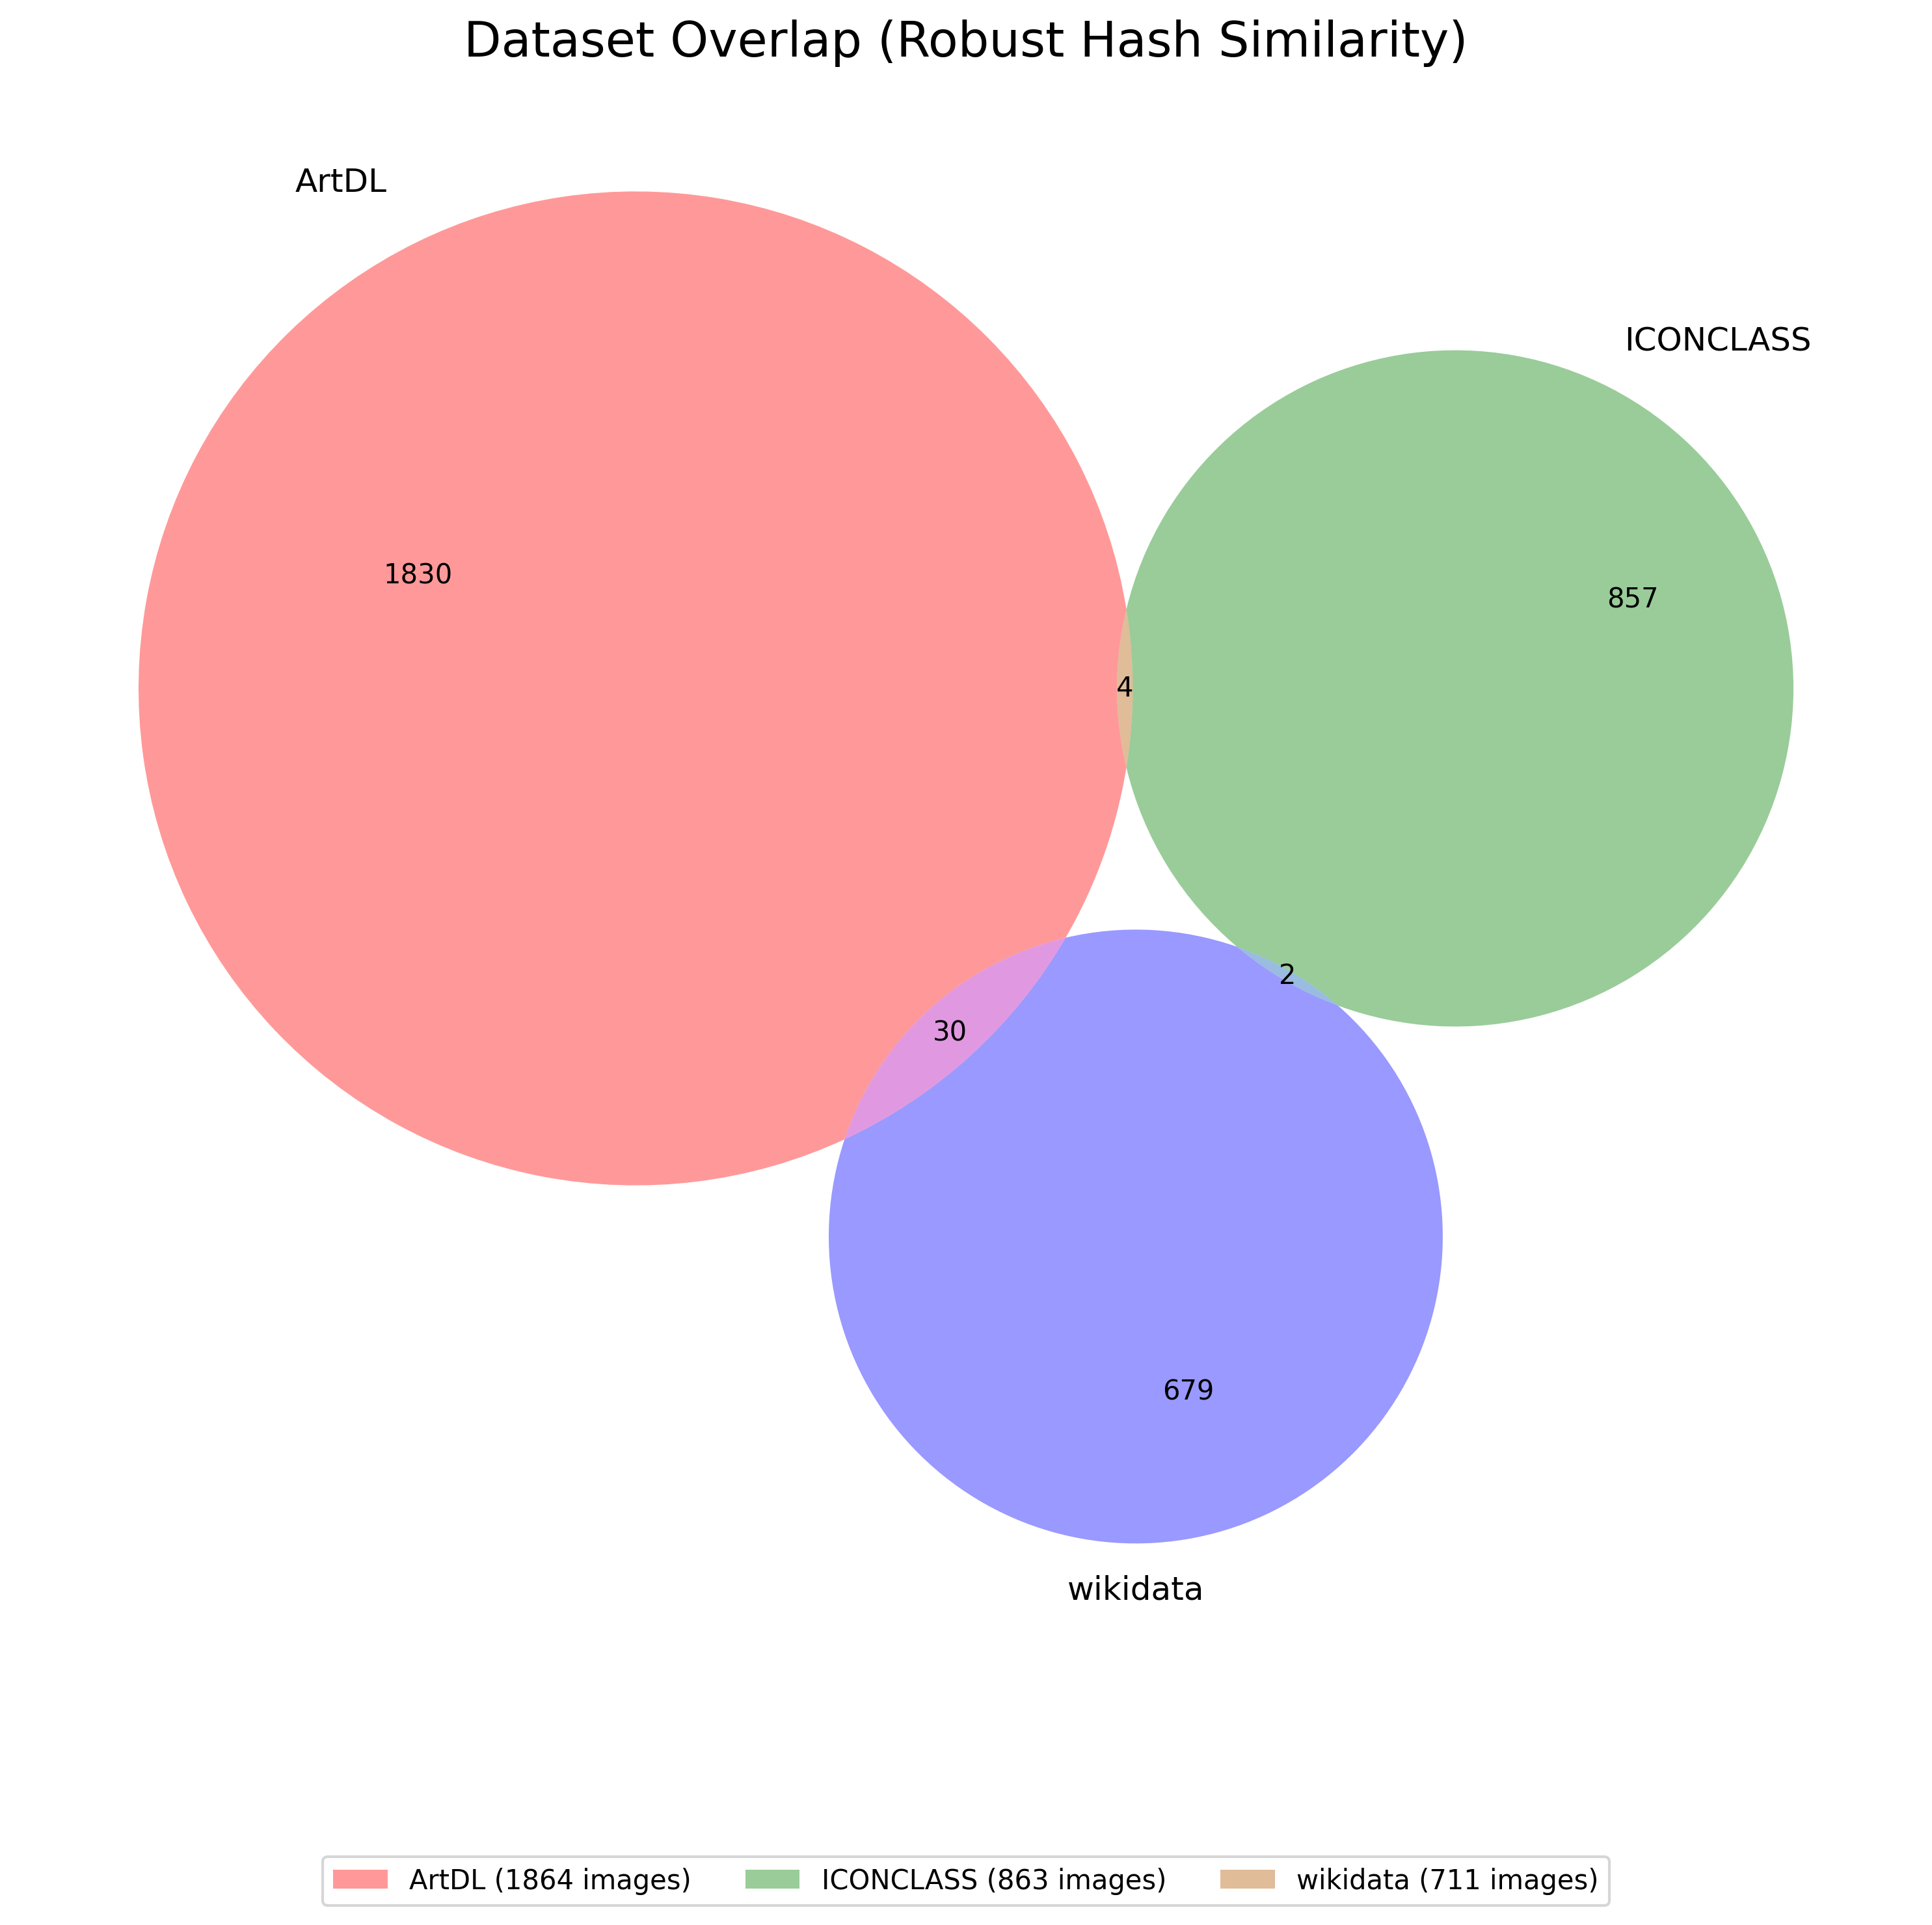 Dataset Overlap (Robust Hash Similarity)
ArtDL
ICONCLASS
1830
857
4
2
30
679
wikidata
ArtDL (1864 images)
ICONCLASS (863 images)
wikidata (711 images)